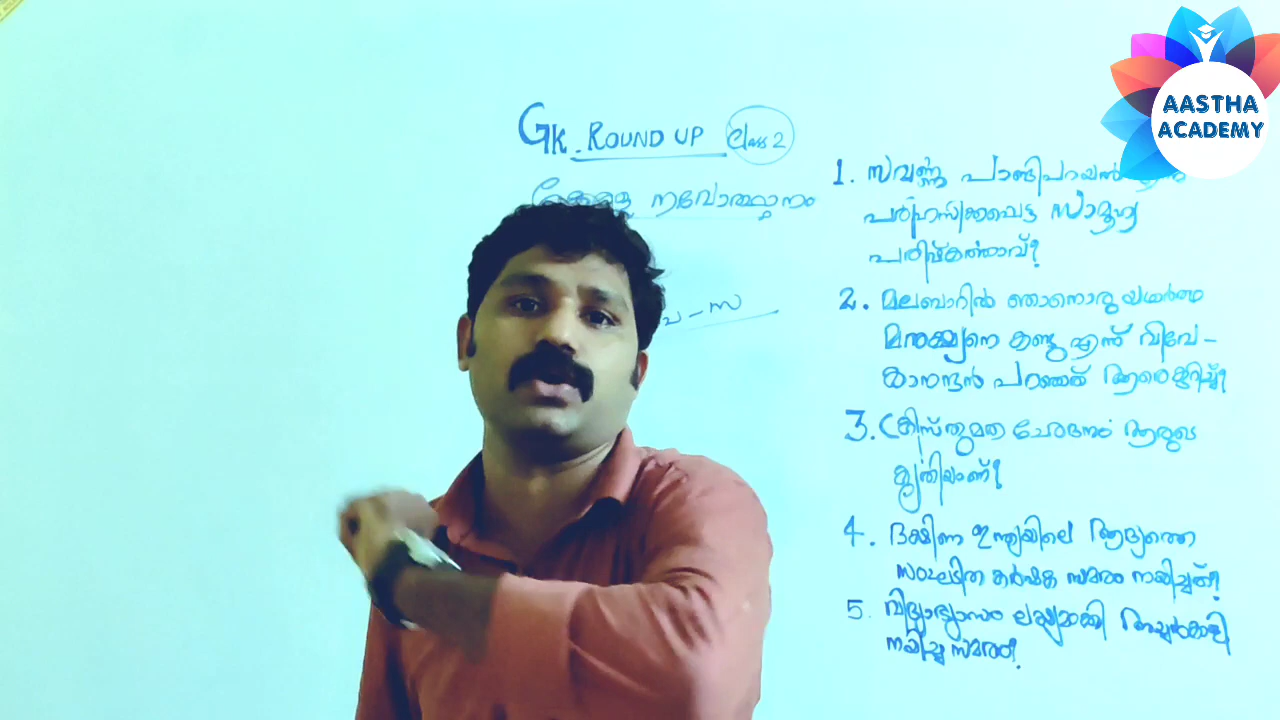 AASTHA
ACADEMY
GK ROUND UP Class 2
കേരള നവോത്ഥാനം
1. സവർണ്ണ പാണ്ടിപറയൻ
പരിഹസിക്കപ്പെട്ട സാമൂഹ്യ
പരിഷ്കർത്താവ്?
2. മലബാറിൽ ഞാനൊരു യഥാർത്ഥ
മനുഷ്യനെ കണ്ടു എന്ന് വിവേ-
കാനന്ദൻ പറഞ്ഞത് ആരെകുറിച്ച്?
3. ക്രിസ്തുമത ഛേദനം ആരുടെ
കൃതിയാണ്?
4. ദക്ഷിണ ഇന്ത്യയിലെ ആദ്യത്തെ
സംഘടിത കർഷക സമരം നയിച്ചത്?
5. വിദ്യാഭ്യാസം ലക്ഷ്യമാക്കി അയ്യൻകാളി
നയിച്ച സമരം?